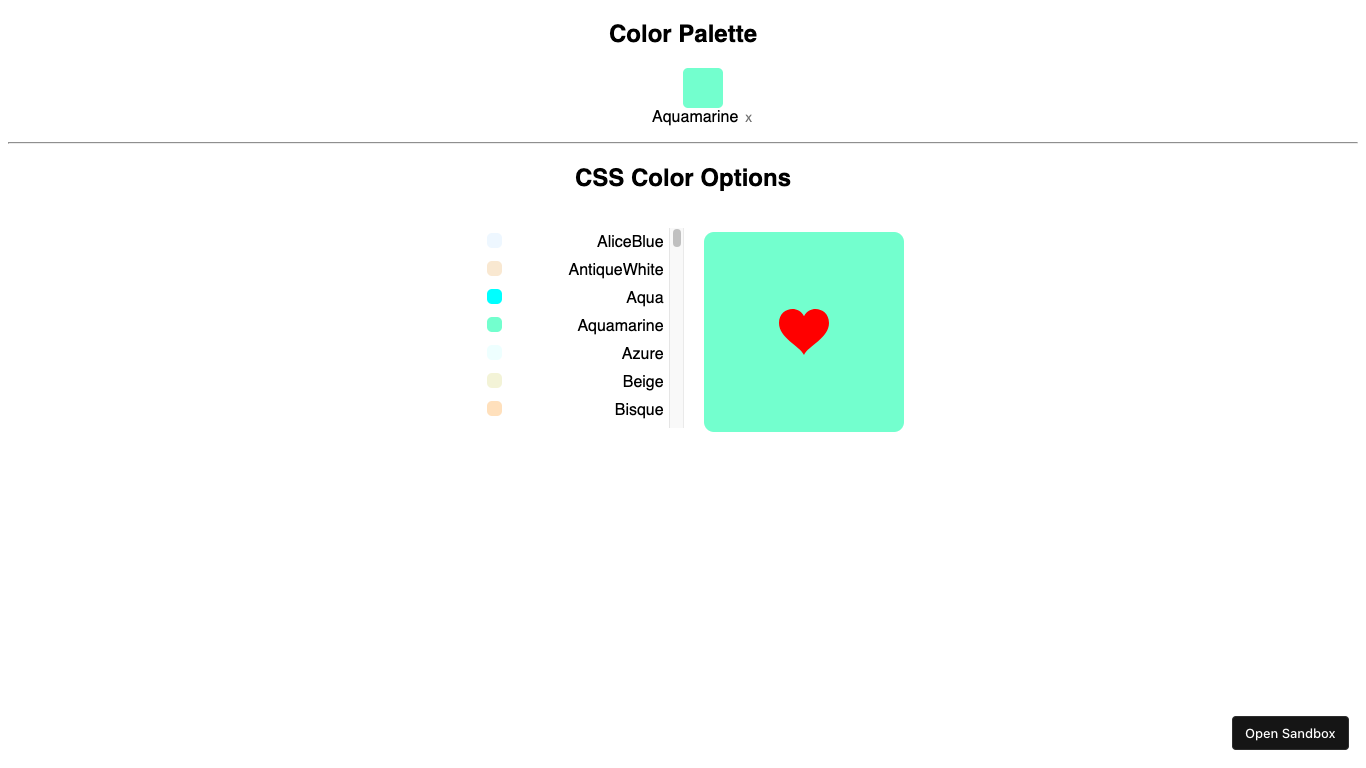 Color Palette
Aquamarine x
CSS Color Options
AliceBlue
AntiqueWhite
Aqua
Aquamarine
Azure
Beige
Bisque
Open Sandbox